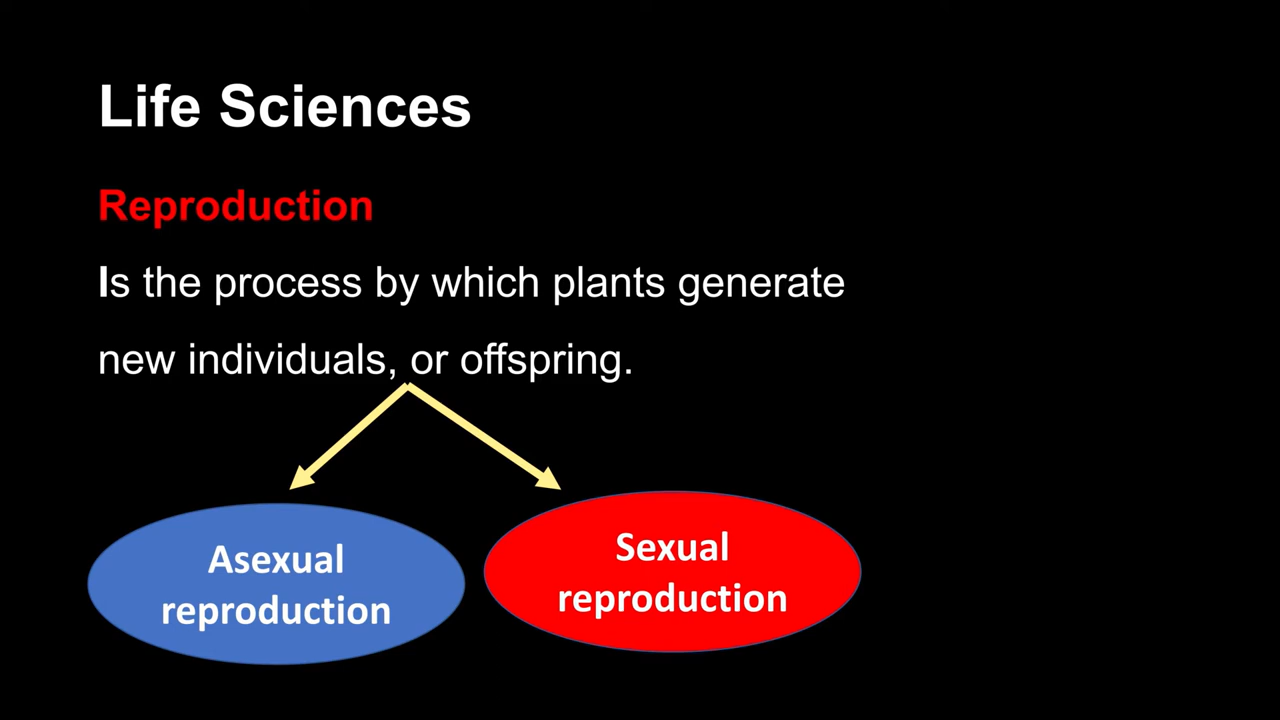 Life Sciences
Reproduction
Is the process by which plants generate
new individuals, or offspring.
Asexual
reproduction
Sexual
reproduction